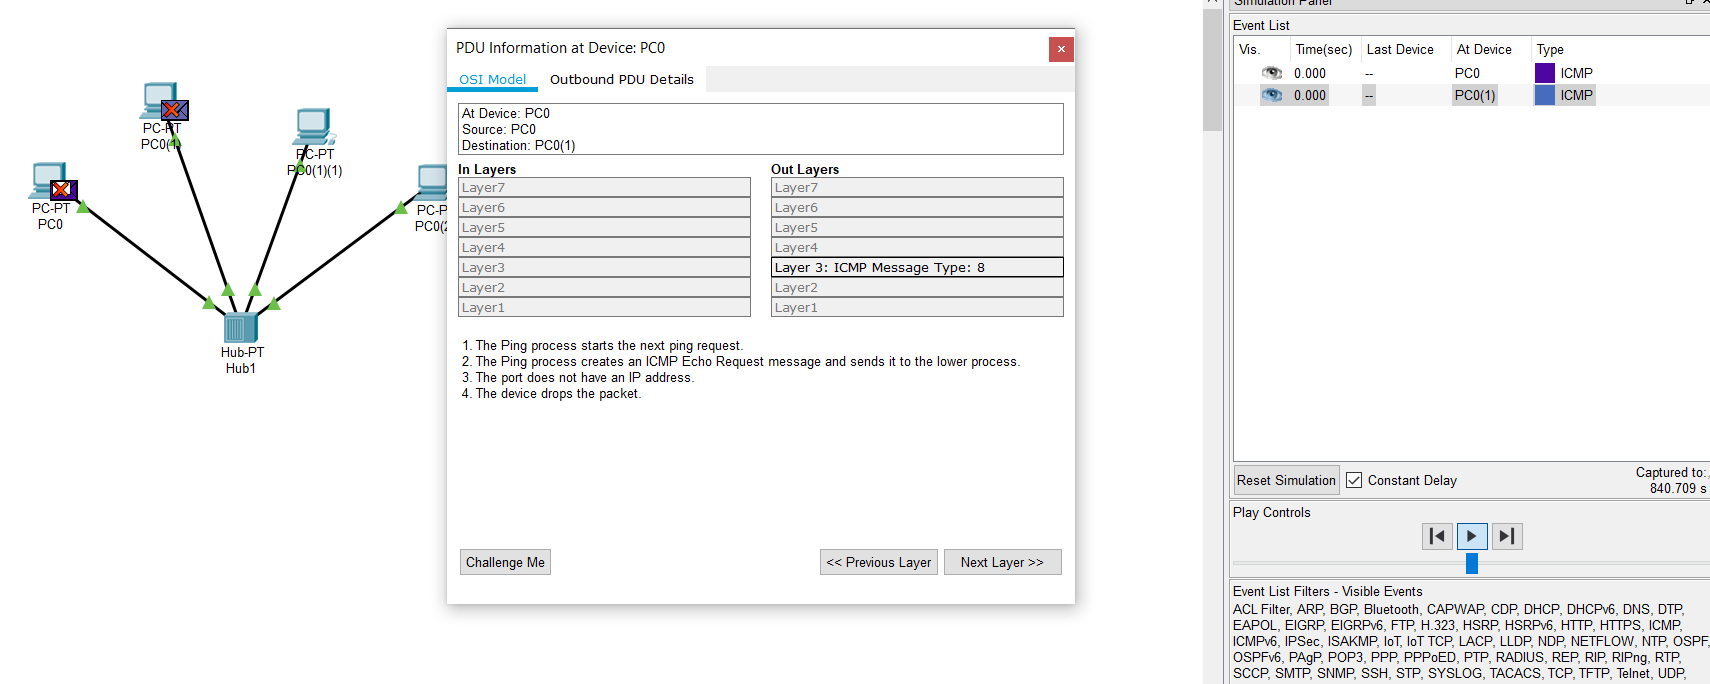 PC-PT
PC0(1
PC-PT
PC0(1)(1)
PC-PT
PC0
PC-P
PC0(2
Hub-PT
Hub1
PDU Information at Device: PC0
OSI Model
Outbound PDU Details
At Device: PC0
Source: PC0
Destination: PC0(1)
In Layers
Layer7
Layer6
Layer5
Layer4
Layer3
Layer2
Layer1
Out Layers
Layer7
Layer6
Layer5
Layer4
Layer 3: ICMP Message Type: 8
Layer2
Layer1
1. The Ping process starts the next ping request.
2. The Ping process creates an ICMP Echo Request message and sends it to the lower process.
3. The port does not have an IP address.
4. The device drops the packet.
Challenge Me
<< Previous Layer
Next Layer >>
Simulation Panel
Event List
Vis. Time(sec) Last Device At Device Type
0.000 -- PC0 ICMP
0.000 -- PC0(1) ICMP
Reset Simulation
Constant Delay
Captured to:
840.709 s
Play Controls
Event List Filters - Visible Events
ACL Filter, ARP, BGP, Bluetooth, CAPWAP, CDP, DHCP, DHCPv6, DNS, DTP,
EAPOL, EIGRP, EIGRPv6, FTP, H.323, HSRP, HSRPv6, HTTP, HTTPS, ICMP,
ICMPv6, IPSec, ISAKMP, IoT, IoT TCP, LACP, LLDP, NDP, NETFLOW, NTP, OSPF,
OSPFv6, PAgP, POP3, PPP, PPPoED, PTP, RADIUS, REP, RIP, RIPng, RTP,
SCCP, SMTP, SNMP, SSH, STP, SYSLOG, TACACS, TCP, TFTP, Telnet, UDP,